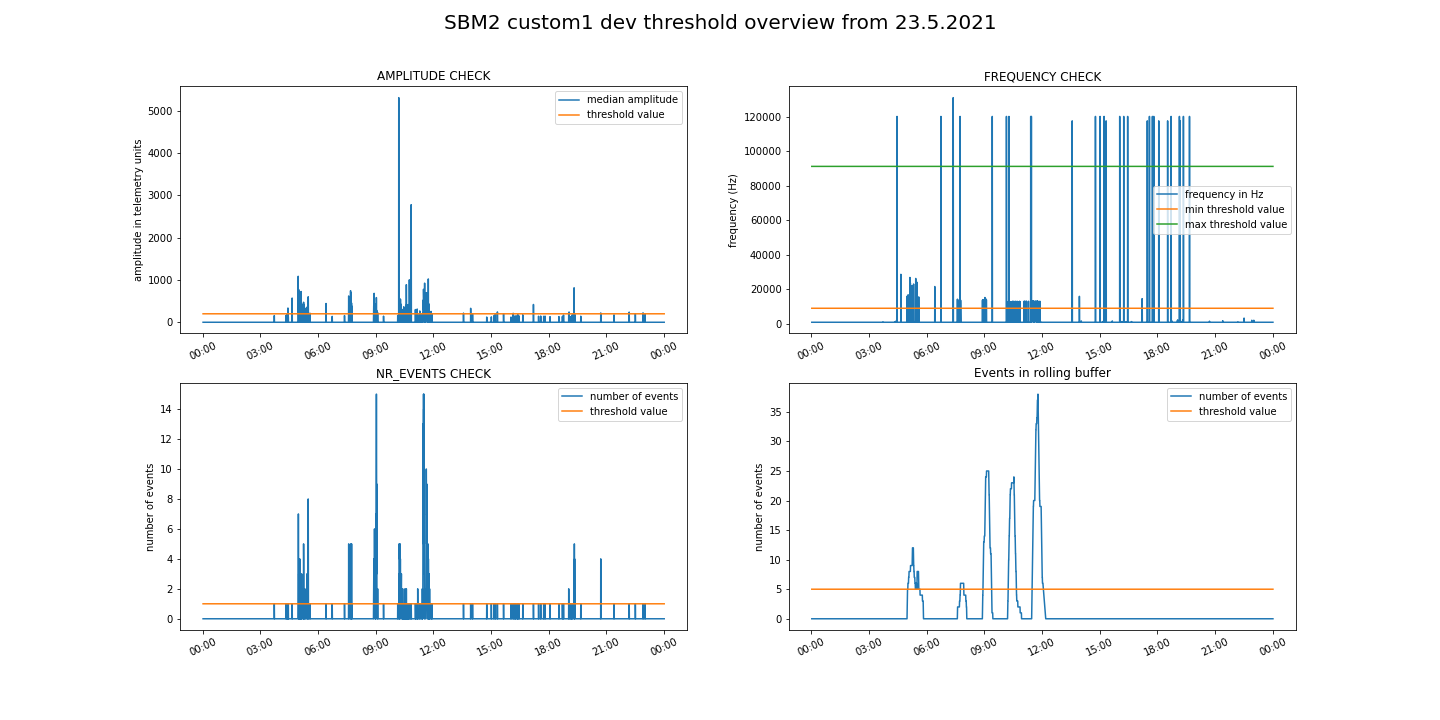 SBM2 custom1 dev threshold overview from 23.5.2021
AMPLITUDE CHECK
amplitude in telemetry units
5000
4000
3000
2000
1000
0
median amplitude
threshold value
00:00 03:00 06:00 09:00 12:00 15:00 18:00 21:00 00:00
FREQUENCY CHECK
frequency (Hz)
120000
100000
80000
60000
40000
20000
0
frequency in Hz
min threshold value
max threshold value
00:00 03:00 06:00 09:00 12:00 15:00 18:00 21:00 00:00
NR_EVENTS CHECK
number of events
14
12
10
8
6
4
2
0
number of events
threshold value
00:00 03:00 06:00 09:00 12:00 15:00 18:00 21:00 00:00
Events in rolling buffer
number of events
35
30
25
20
15
10
5
0
number of events
threshold value
00:00 03:00 06:00 09:00 12:00 15:00 18:00 21:00 00:00